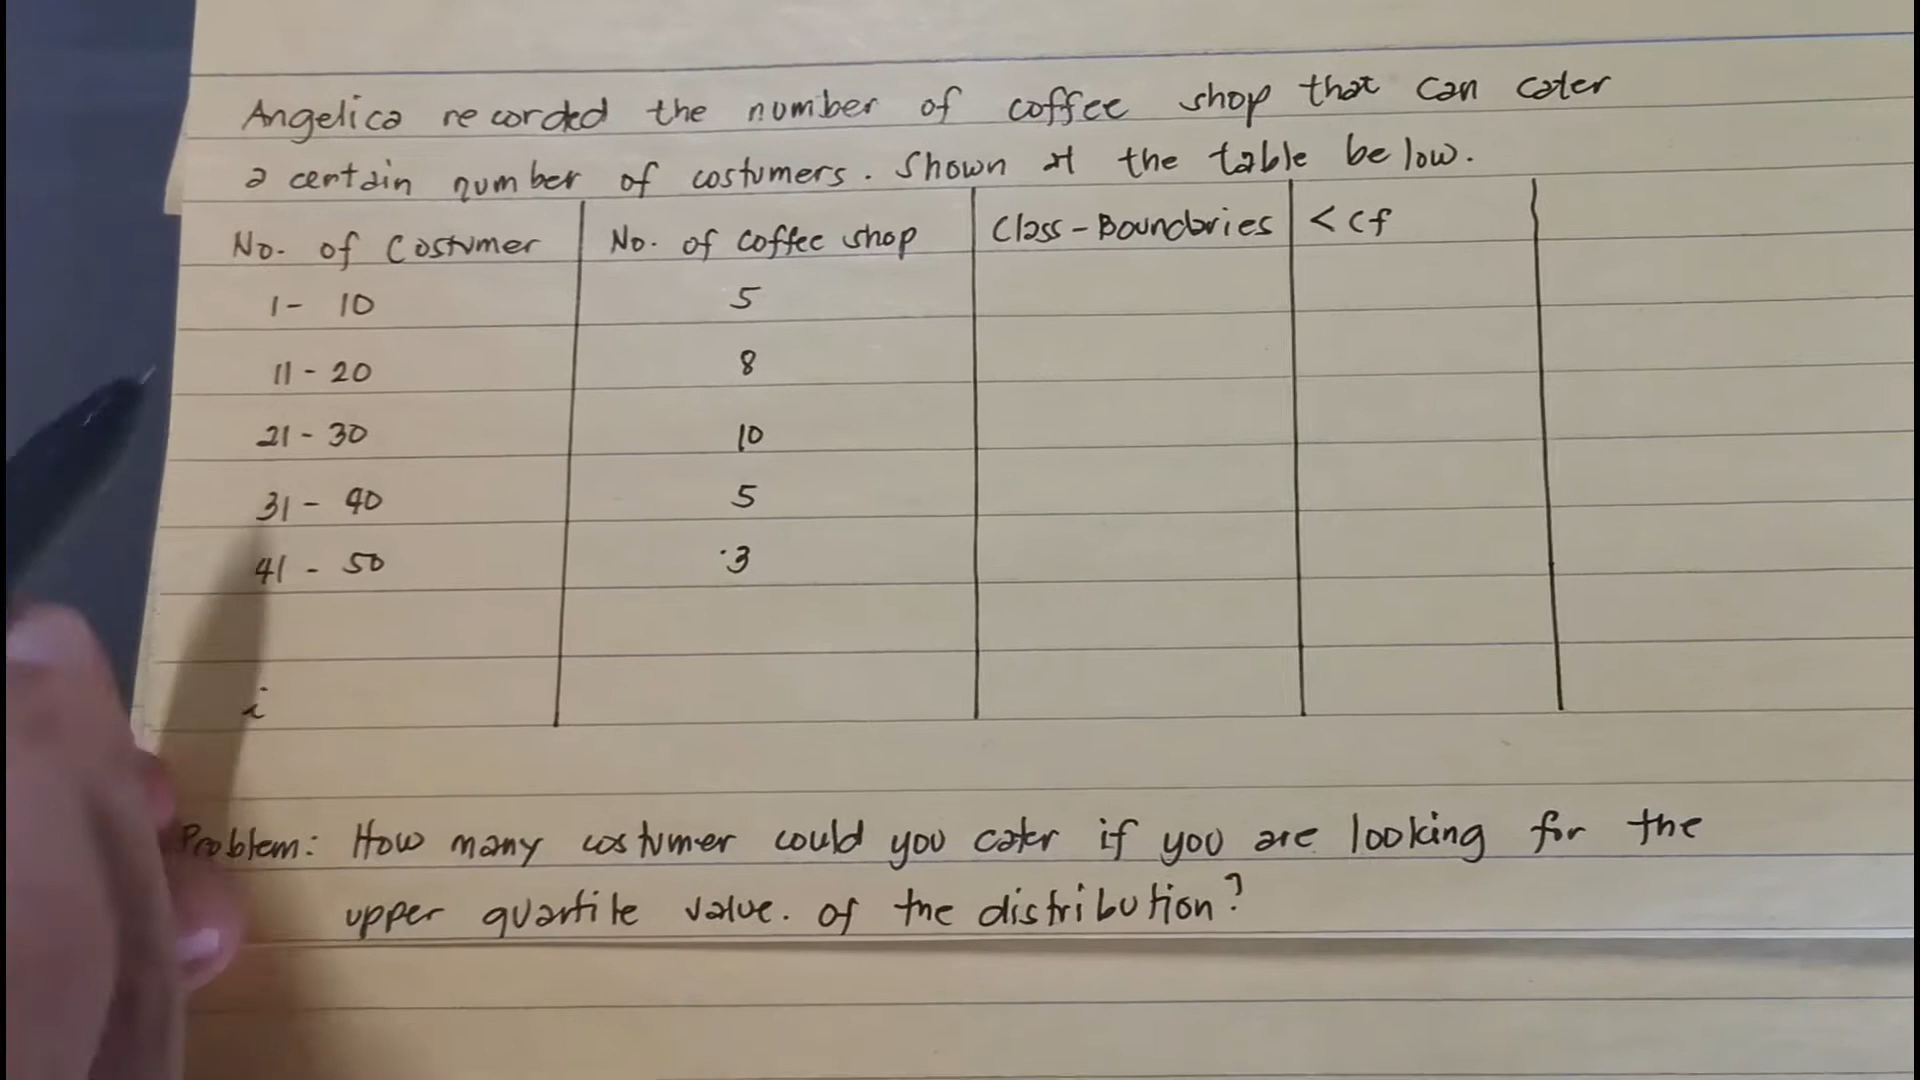 Angelica recorded the number of coffee shop that can cater
a certain number of costumers. Shown at the table below.
No. of Costumer No. of coffee shop Class-Boundaries <cf
1- 10 5
11 - 20 8
21 - 30 10
31 - 40 5
41 - 50 3
i
Problem: How many costumer could you cater if you are looking for the
upper quartile value. of the distribution?